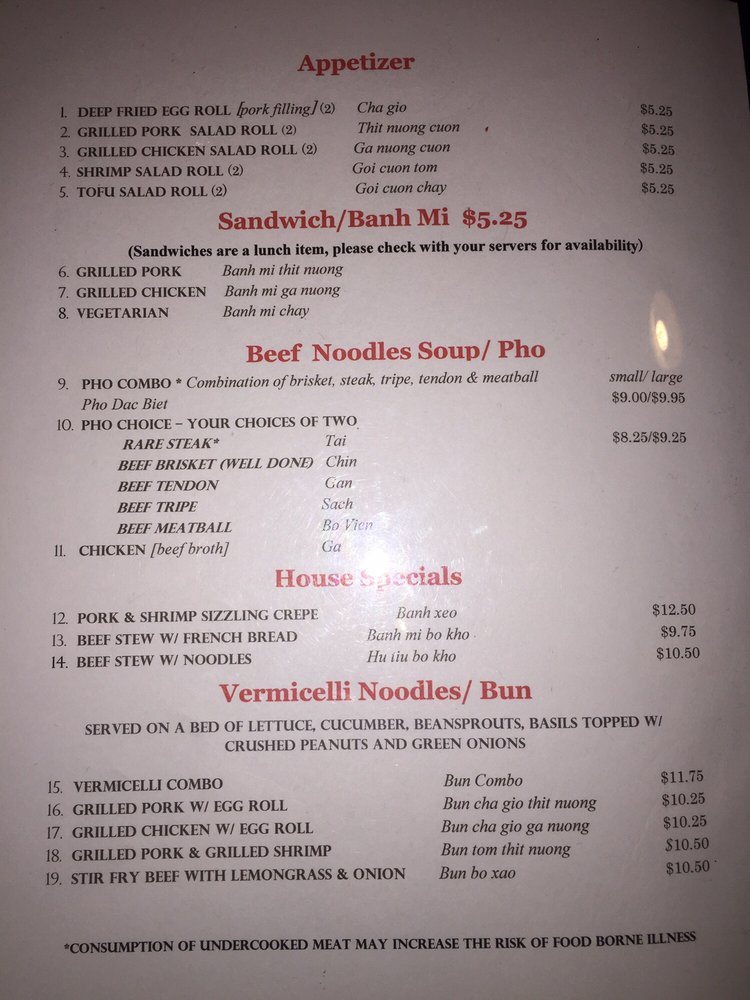 Appetizer
1. DEEP FRIED EGG ROLL [pork filling] (2) Cha gio $5.25
2. GRILLED PORK SALAD ROLL (2) Thit nuong cuon $5.25
3. GRILLED CHICKEN SALAD ROLL (2) Ga nuong cuon $5.25
4. SHRIMP SALAD ROLL (2) Goi cuon tom $5.25
5. TOFU SALAD ROLL (2) Goi cuon chay $5.25
Sandwich/Banh Mi $5.25
(Sandwiches are a lunch item, please check with your servers for availability)
6. GRILLED PORK Banh mi thit nuong
7. GRILLED CHICKEN Banh mi ga nuong
8. VEGETARIAN Banh mi chay
Beef Noodles Soup/ Pho
9. PHO COMBO * Combination of brisket, steak, tripe, tendon & meatball small/ large
Pho Dac Biet $9.00/$9.95
10. PHO CHOICE – YOUR CHOICES OF TWO
RARE STEAK* Tai $8.25/$9.25
BEEF BRISKET (WELL DONE) Chin
BEEF TENDON Gan
BEEF TRIPE Sach
BEEF MEATBALL Bo Vien
11. CHICKEN [beef broth] Ga
House Specials
12. PORK & SHRIMP SIZZLING CREPE Banh xeo $12.50
13. BEEF STEW W/ FRENCH BREAD Banh mi bo kho $9.75
14. BEEF STEW W/ NOODLES Hu tiu bo kho $10.50
Vermicelli Noodles/ Bun
SERVED ON A BED OF LETTUCE, CUCUMBER, BEANSPROUTS, BASILS TOPPED W/
CRUSHED PEANUTS AND GREEN ONIONS
15. VERMICELLI COMBO Bun Combo $11.75
16. GRILLED PORK W/ EGG ROLL Bun cha gio thit nuong $10.25
17. GRILLED CHICKEN W/ EGG ROLL Bun cha gio ga nuong $10.25
18. GRILLED PORK & GRILLED SHRIMP Bun tom thit nuong $10.50
19. STIR FRY BEEF WITH LEMONGRASS & ONION Bun bo xao $10.50
*CONSUMPTION OF UNDERCOOKED MEAT MAY INCREASE THE RISK OF FOOD BORNE ILLNESS